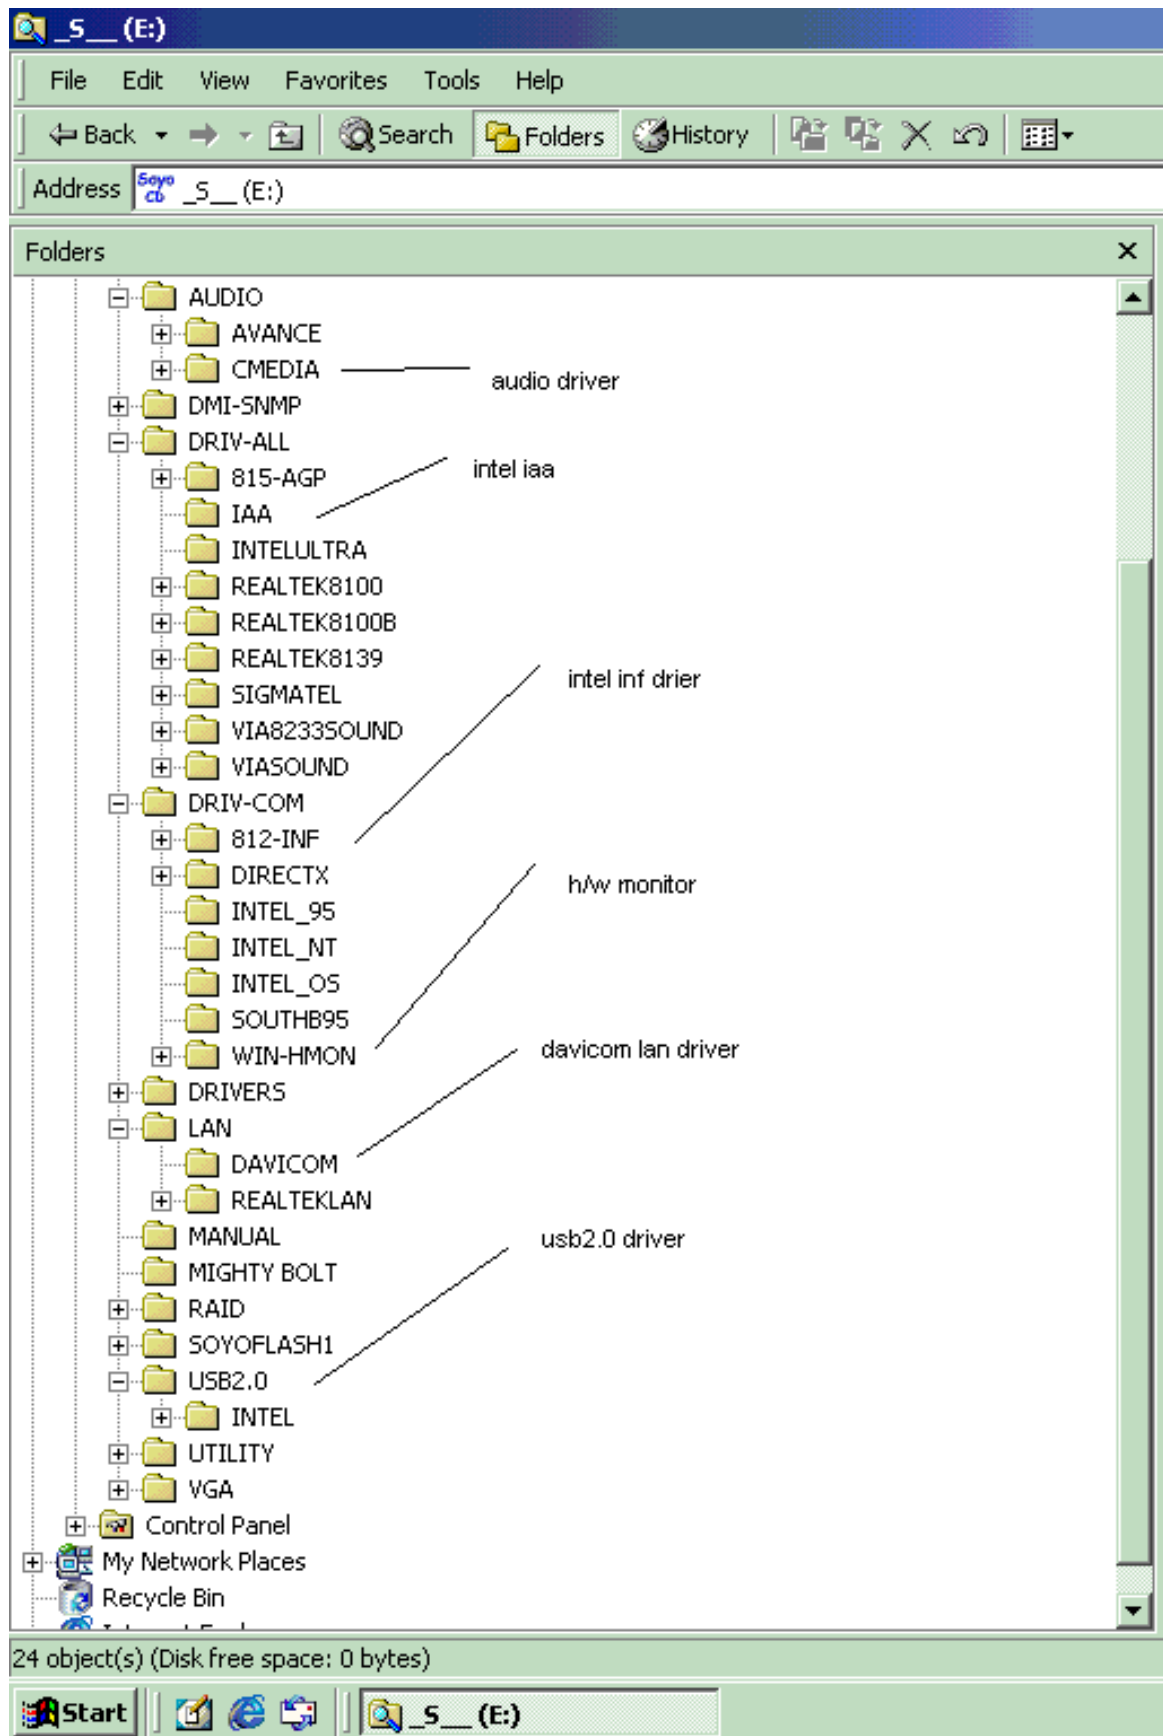 _S__ (E:)
File Edit View Favorites Tools Help
Back Search Folders History
Address Soyo CD _S__ (E:)
Folders
AUDIO
AVANCE
CMEDIA
audio driver
DMI-SNMP
DRIV-ALL
815-AGP
intel iaa
IAA
INTELULTRA
REALTEK8100
REALTEK8100B
REALTEK8139
intel inf drier
SIGMATEL
VIA8233SOUND
VIASOUND
DRIV-COM
812-INF
DIRECTX
h/w monitor
INTEL_95
INTEL_NT
INTEL_OS
SOUTHB95
WIN-HMON
davicom lan driver
DRIVERS
LAN
DAVICOM
REALTEKLAN
MANUAL
usb2.0 driver
MIGHTY BOLT
RAID
SOYOFLASH1
USB2.0
INTEL
UTILITY
VGA
Control Panel
My Network Places
Recycle Bin
24 object(s) (Disk free space: 0 bytes)
Start _S__ (E:)